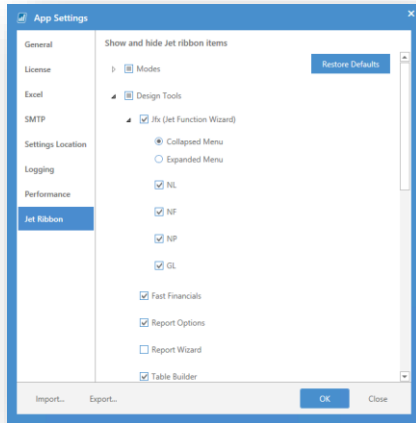 App Settings
General
License
Excel
SMTP
Settings Location
Logging
Performance
Jet Ribbon
Show and hide Jet ribbon items
Restore Defaults
Modes
Design Tools
Jfx (Jet Function Wizard)
Collapsed Menu
Expanded Menu
NL
NF
NP
GL
Fast Financials
Report Options
Report Wizard
Table Builder
Import... Export... OK Close